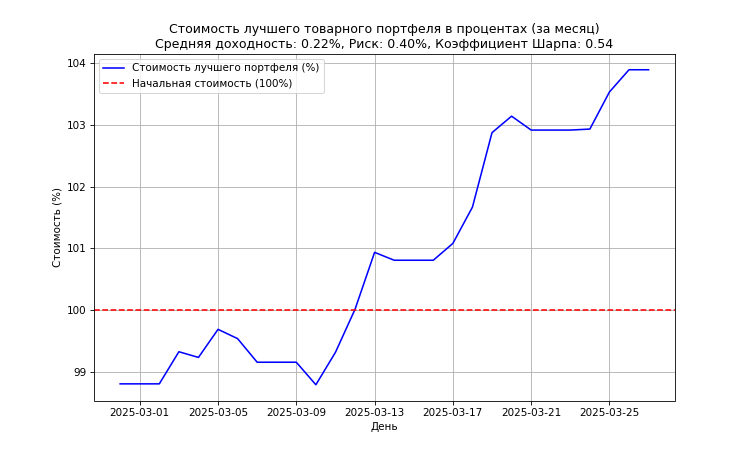 Стоимость лучшего товарного портфеля в процентах (за месяц)
Средняя доходность: 0.22%, Риск: 0.40%, Коэффициент Шарпа: 0.54
Стоимость лучшего портфеля (%)
Начальная стоимость (100%)
Стоимость (%)
104
103
102
101
100
99
2025-03-01 2025-03-05 2025-03-09 2025-03-13 2025-03-17 2025-03-21 2025-03-25
День